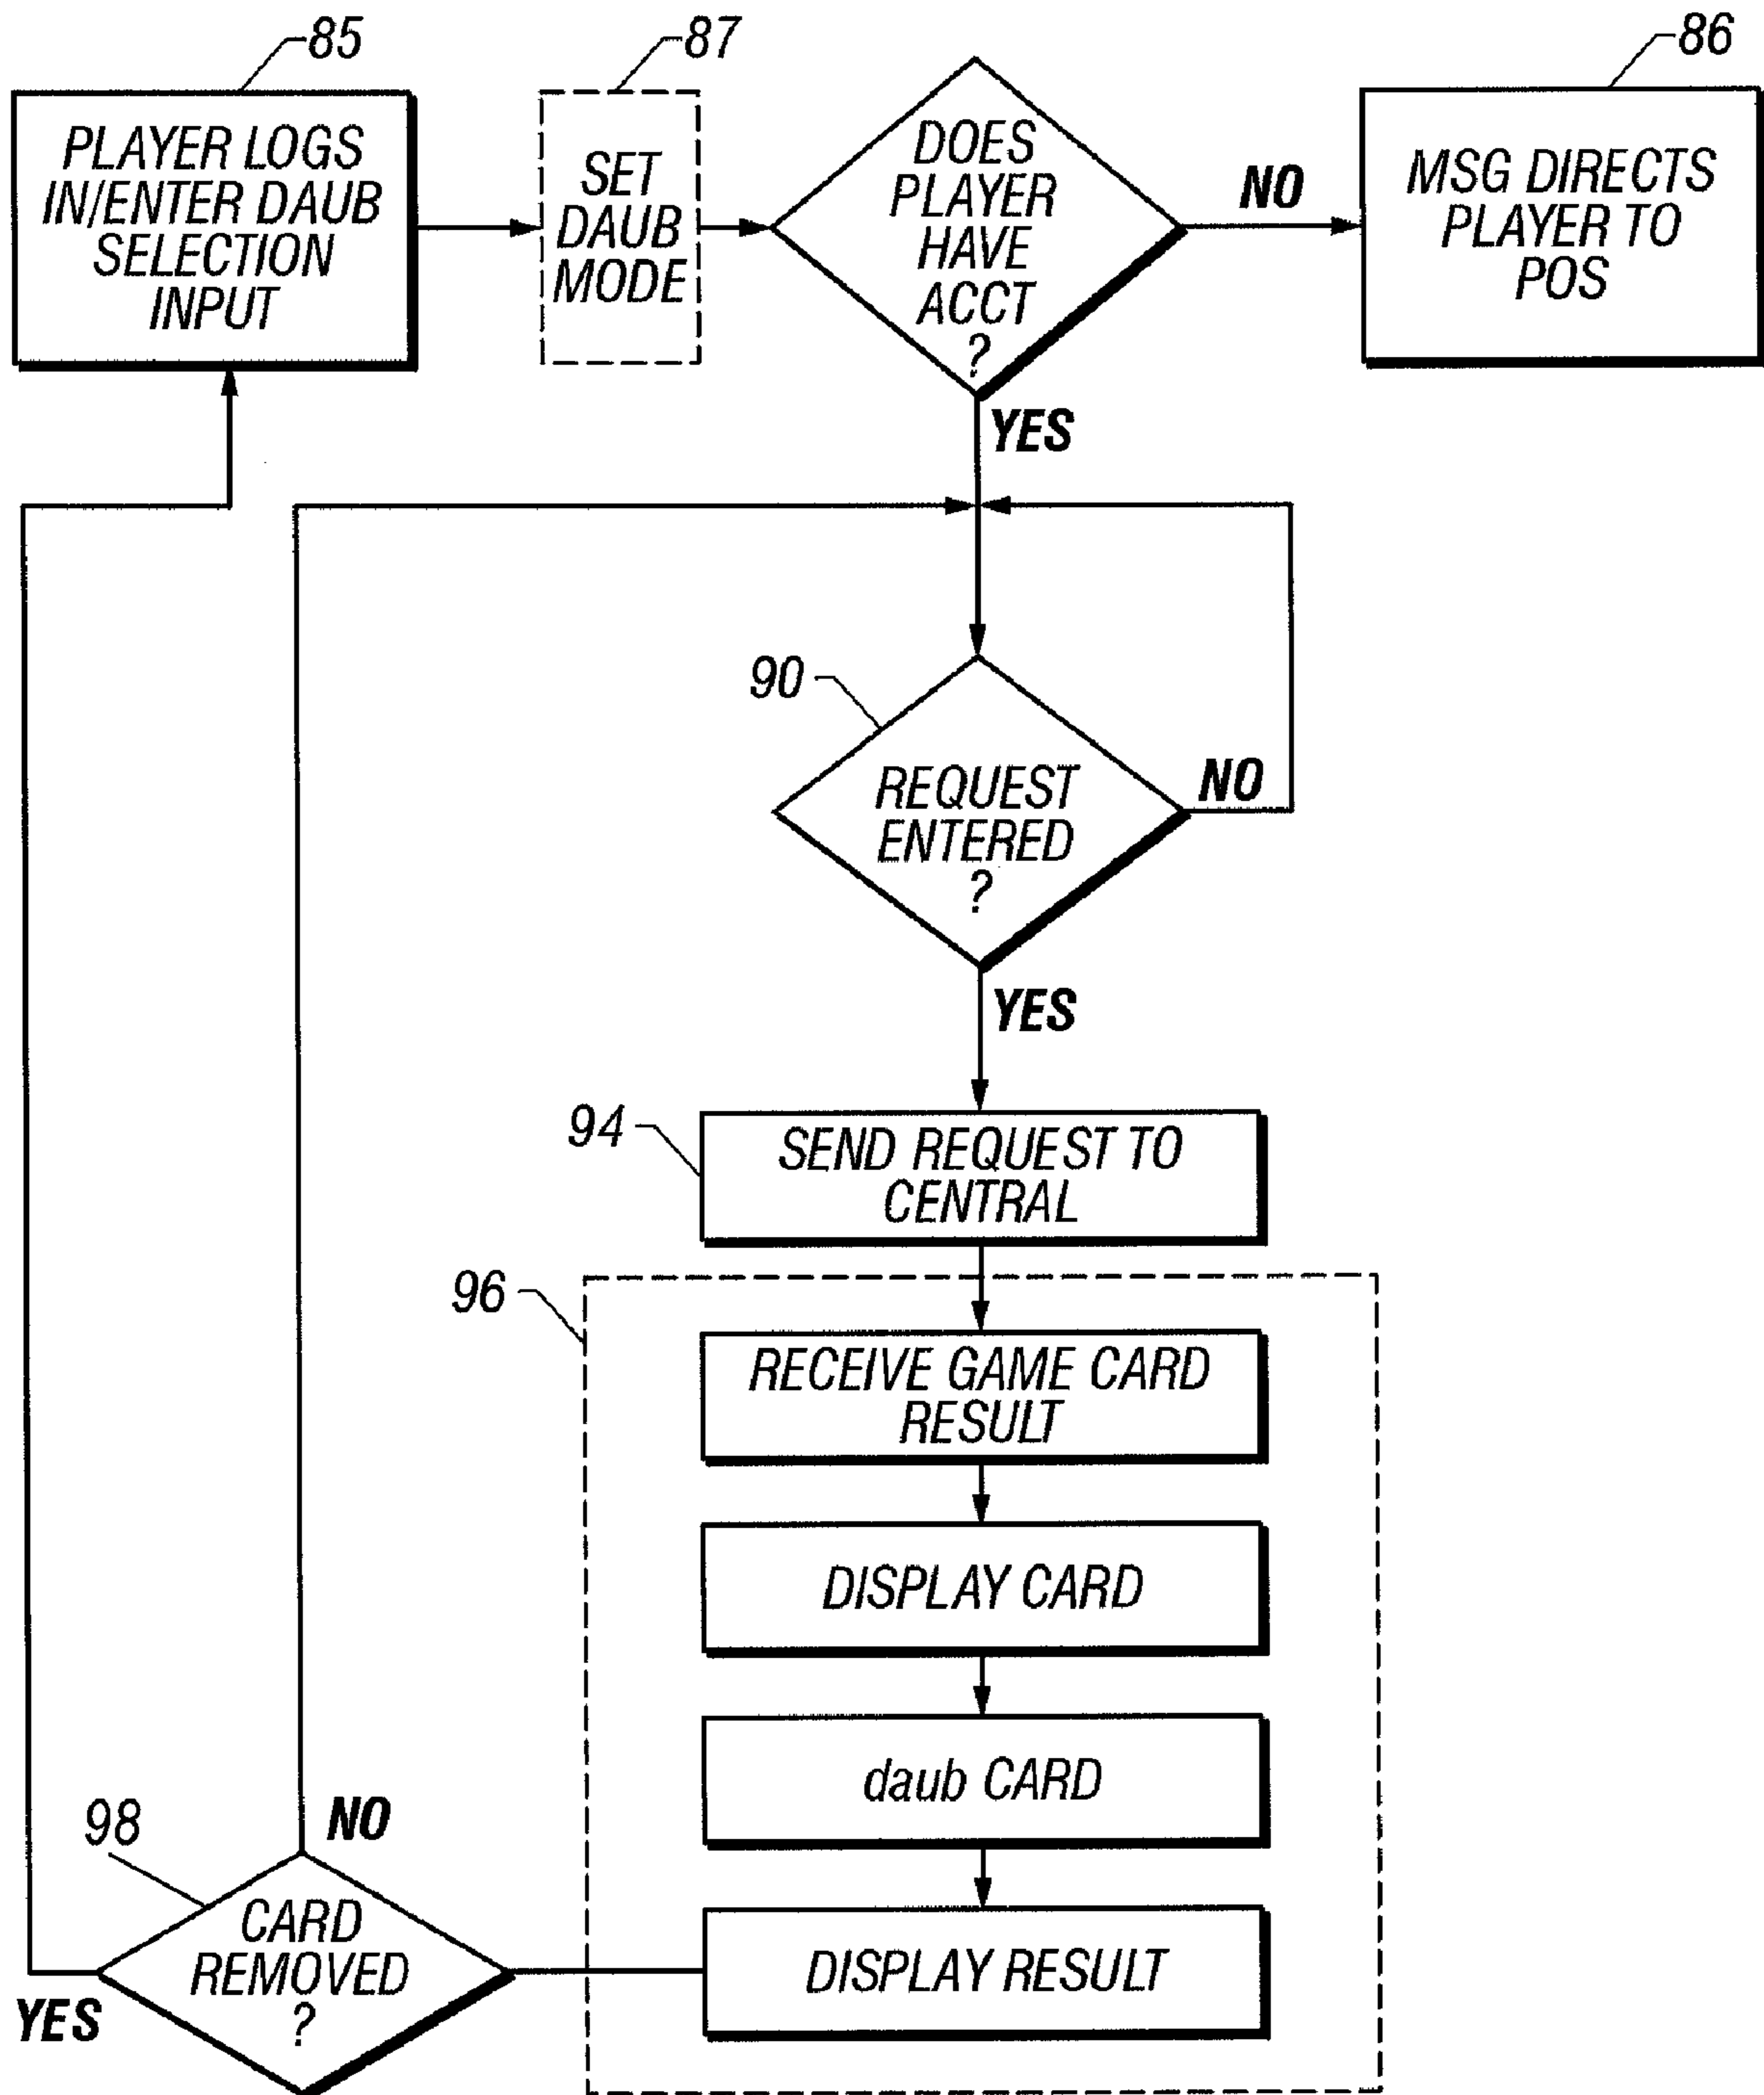 85
PLAYER LOGS
IN/ENTER DAUB
SELECTION
INPUT
87
SET
DAUB
MODE
DOES
PLAYER
HAVE
ACCT
?
NO
86
MSG DIRECTS
PLAYER TO
POS
YES
90
REQUEST
ENTERED
?
NO
YES
94
SEND REQUEST TO
CENTRAL
96
RECEIVE GAME CARD
RESULT
DISPLAY CARD
daub CARD
DISPLAY RESULT
98
NO
CARD
REMOVED
?
YES